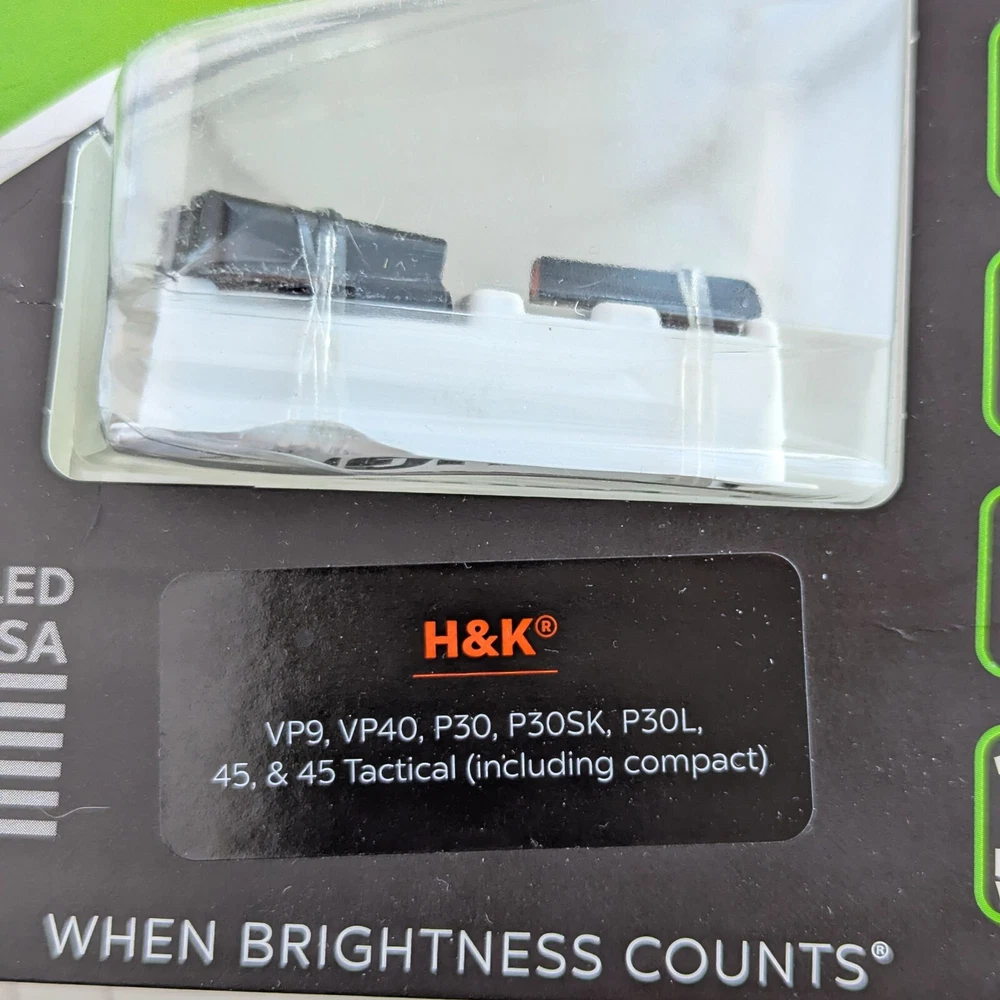 LED
SA
H&K®
VP9, VP40, P30, P30SK, P30L,
45, & 45 Tactical (including compact)
WHEN BRIGHTNESS COUNTS®